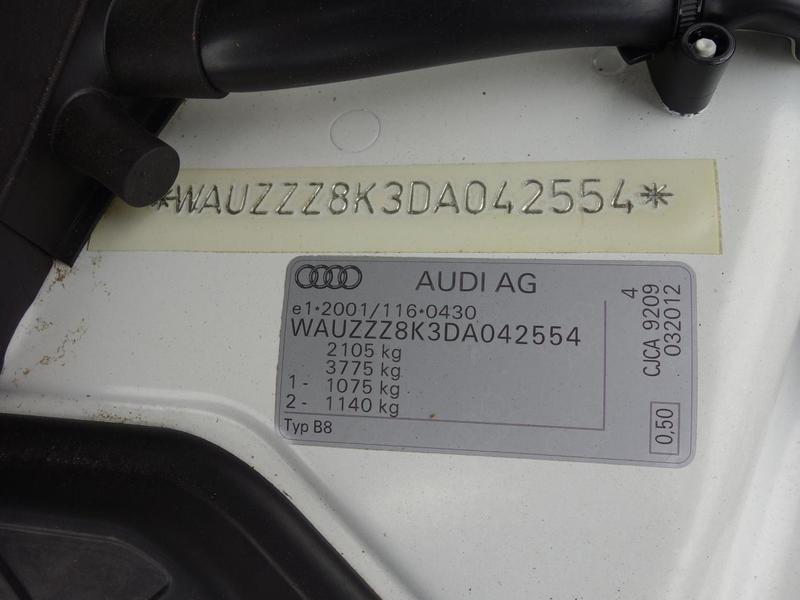 *WAUZZZ8K3DA042554*
AUDI AG
e1*2001/116*0430
WAUZZZ8K3DA042554
2105 kg
3775 kg
1 - 1075 kg
2 - 1140 kg
Typ B8
4
CJCA 9209
032012
0,50